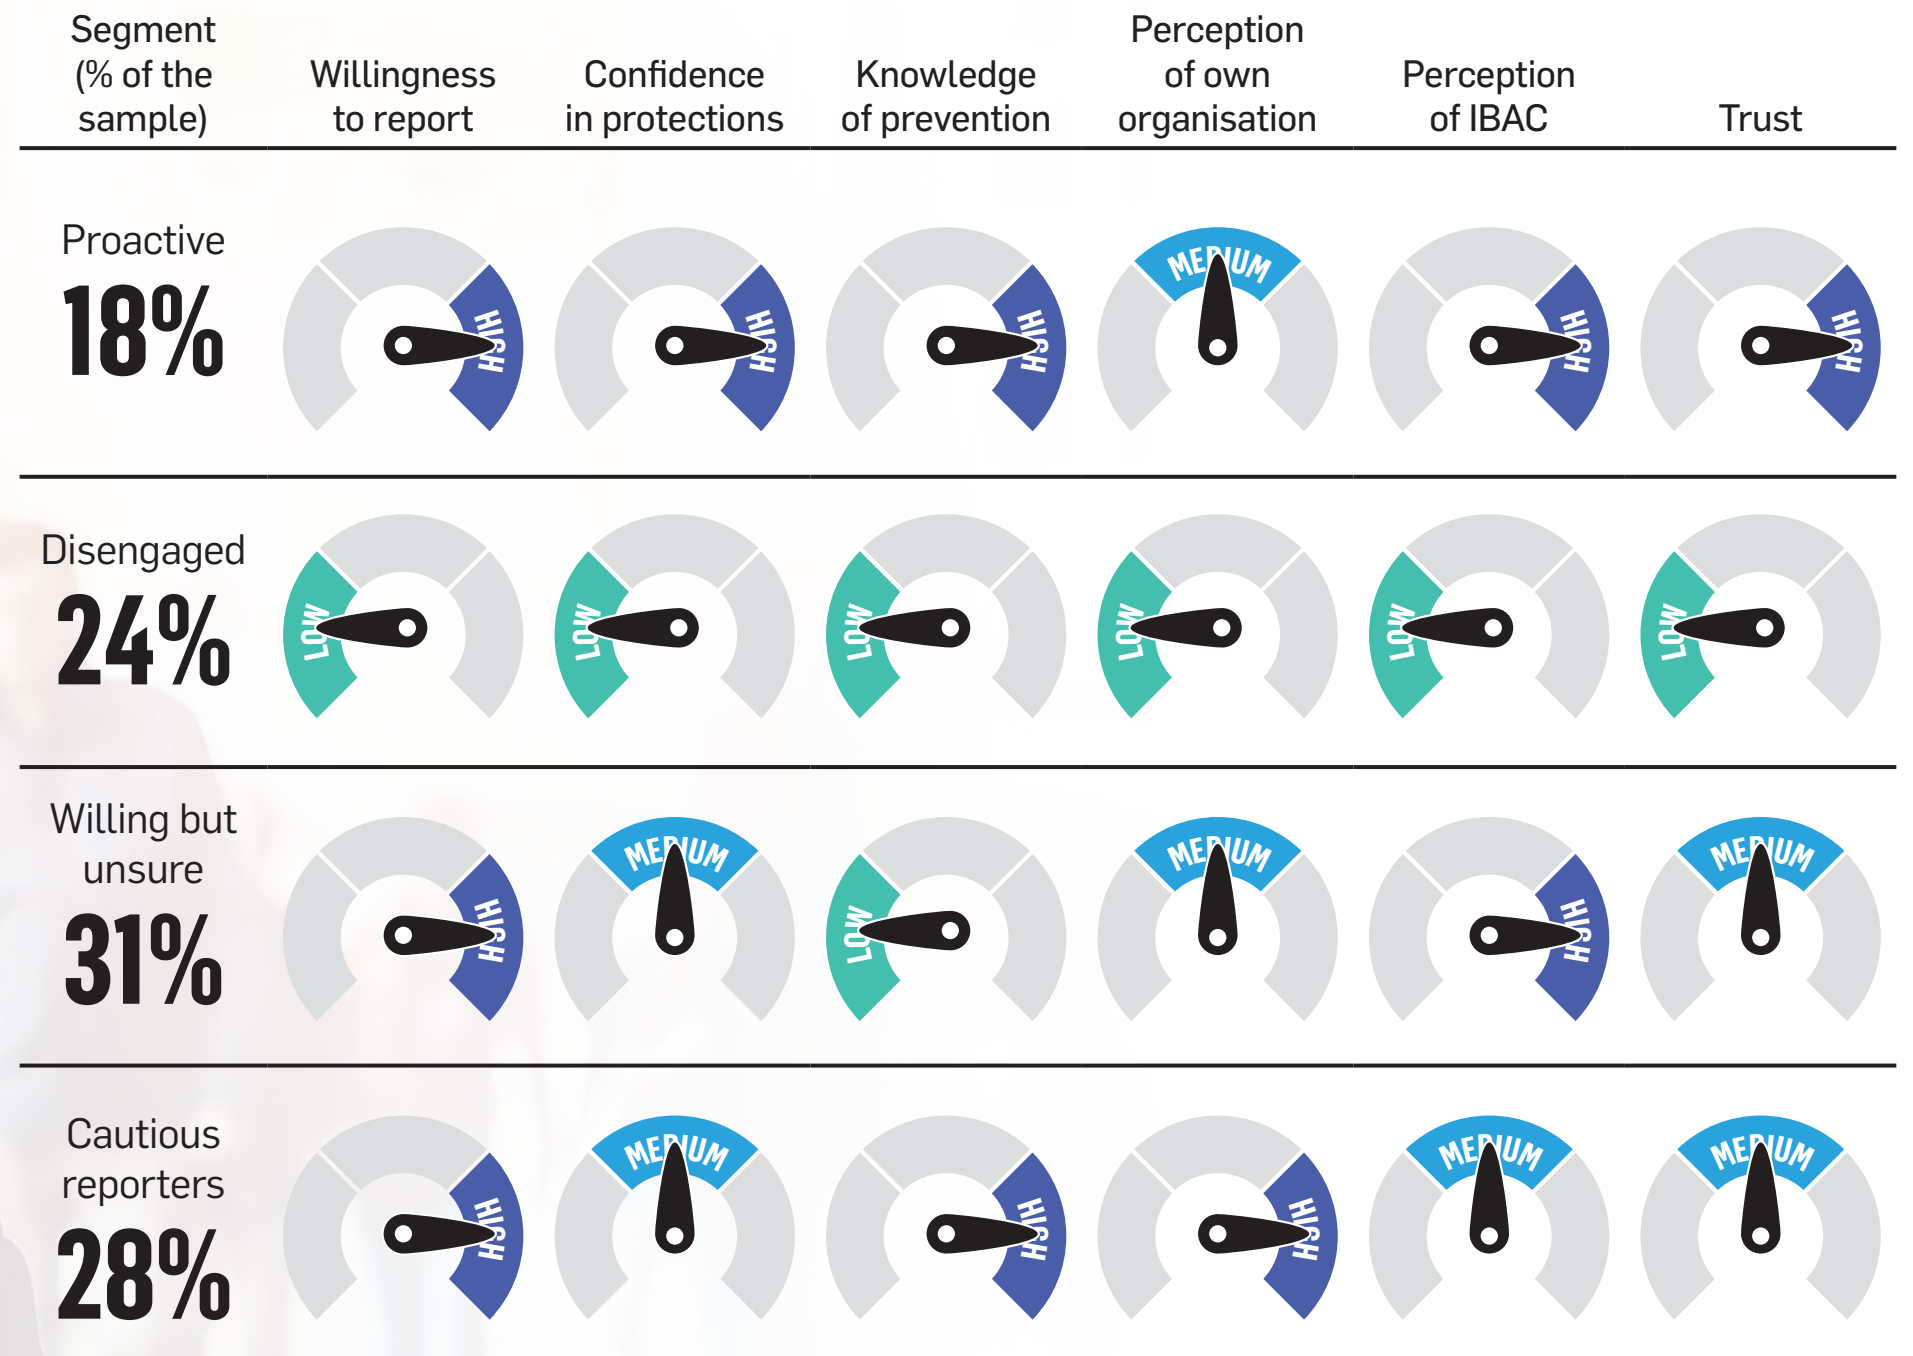 Segment
(% of the
sample)
Willingness
to report
Confidence
in protections
Knowledge
of prevention
Perception
of own
organisation
Perception
of IBAC
Trust
Proactive
18%
HIGH
HIGH
HIGH
MEDIUM
HIGH
HIGH
Disengaged
24%
LOW
LOW
LOW
LOW
LOW
LOW
Willing but
unsure
31%
HIGH
MEDIUM
LOW
MEDIUM
HIGH
MEDIUM
Cautious
reporters
28%
HIGH
MEDIUM
HIGH
HIGH
MEDIUM
MEDIUM